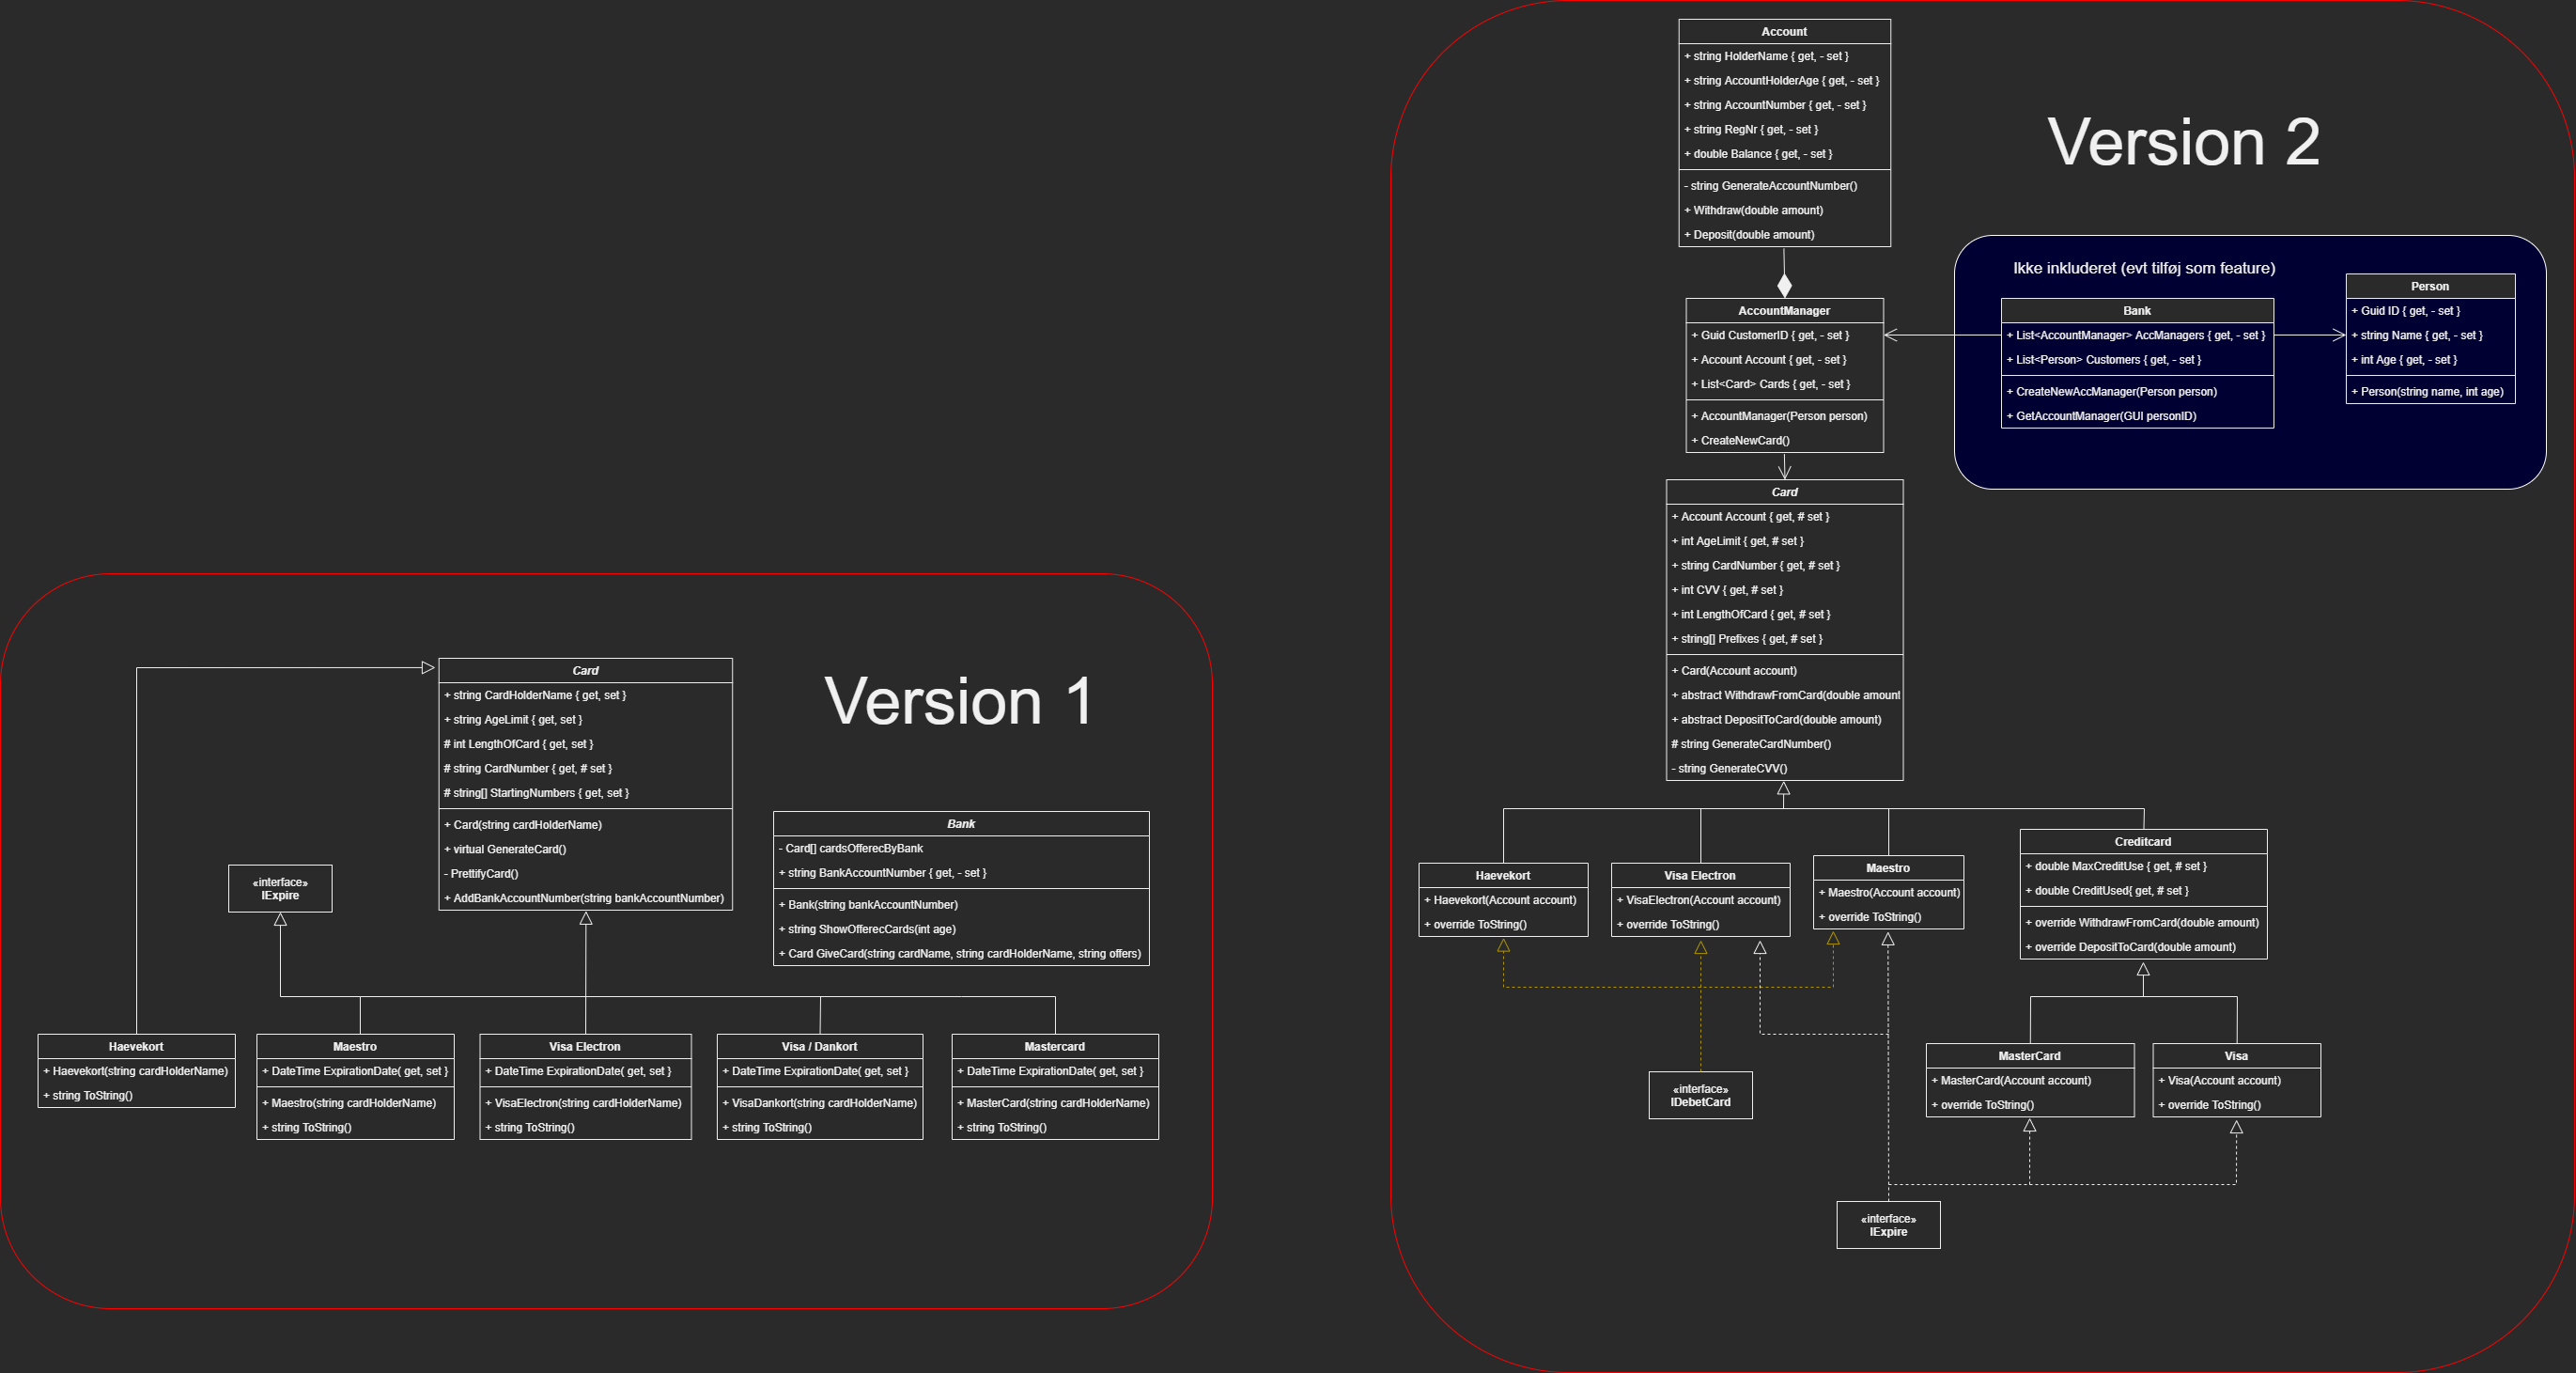 Version 1
Card
+ string CardHolderName { get, set }
+ string AgeLimit { get, set }
# int LengthOfCard { get, set }
# string CardNumber { get, # set }
# string[] StartingNumbers { get, set }
+ Card(string cardHolderName)
+ virtual GenerateCard()
- PrettifyCard()
+ AddBankAccountNumber(string bankAccountNumber)
Bank
- Card[] cardsOfferecByBank
+ string BankAccountNumber { get, - set }
+ Bank(string bankAccountNumber)
+ string ShowOfferecCards(int age)
+ Card GiveCard(string cardName, string cardHolderName, string offers)
«interface»
IExpire
Haevekort
+ Haevekort(string cardHolderName)
+ string ToString()
Maestro
+ DateTime ExpirationDate( get, set }
+ Maestro(string cardHolderName)
+ string ToString()
Visa Electron
+ DateTime ExpirationDate( get, set }
+ VisaElectron(string cardHolderName)
+ string ToString()
Visa / Dankort
+ DateTime ExpirationDate( get, set }
+ VisaDankort(string cardHolderName)
+ string ToString()
Mastercard
+ DateTime ExpirationDate( get, set }
+ MasterCard(string cardHolderName)
+ string ToString()
Version 2
Account
+ string HolderName { get, - set }
+ string AccountHolderAge { get, - set }
+ string AccountNumber { get, - set }
+ string RegNr { get, - set }
+ double Balance { get, - set }
- string GenerateAccountNumber()
+ Withdraw(double amount)
+ Deposit(double amount)
AccountManager
+ Guid CustomerID { get, - set }
+ Account Account { get, - set }
+ List<Card> Cards { get, - set }
+ AccountManager(Person person)
+ CreateNewCard()
Ikke inkluderet (evt tilføj som feature)
Bank
+ List<AccountManager> AccManagers { get, - set }
+ List<Person> Customers { get, - set }
+ CreateNewAccManager(Person person)
+ GetAccountManager(GUI personID)
Person
+ Guid ID { get, - set }
+ string Name { get, - set }
+ int Age { get, - set }
+ Person(string name, int age)
Card
+ Account Account { get, # set }
+ int AgeLimit { get, # set }
+ string CardNumber { get, # set }
+ int CVV { get, # set }
+ int LengthOfCard { get, # set }
+ string[] Prefixes { get, # set }
+ Card(Account account)
+ abstract WithdrawFromCard(double amount
+ abstract DepositToCard(double amount)
# string GenerateCardNumber()
- string GenerateCVV()
Haevekort
+ Haevekort(Account account)
+ override ToString()
Visa Electron
+ VisaElectron(Account account)
+ override ToString()
Maestro
+ Maestro(Account account)
+ override ToString()
Creditcard
+ double MaxCreditUse { get, # set }
+ double CreditUsed{ get, # set }
+ override WithdrawFromCard(double amount)
+ override DepositToCard(double amount)
MasterCard
+ MasterCard(Account account)
+ override ToString()
Visa
+ Visa(Account account)
+ override ToString()
«interface»
IDebetCard
«interface»
IExpire